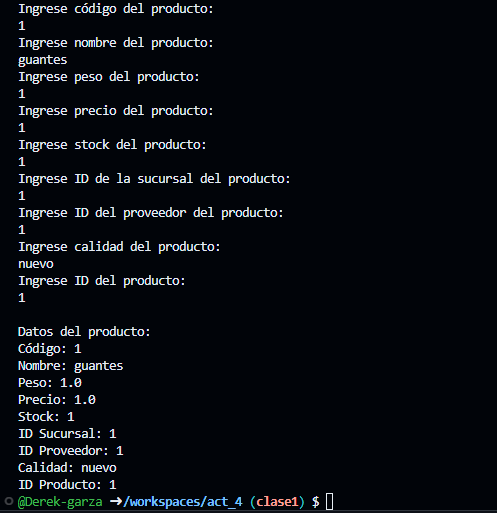 Ingrese código del producto:
1
Ingrese nombre del producto:
guantes
Ingrese peso del producto:
1
Ingrese precio del producto:
1
Ingrese stock del producto:
1
Ingrese ID de la sucursal del producto:
1
Ingrese ID del proveedor del producto:
1
Ingrese calidad del producto:
nuevo
Ingrese ID del producto:
1
Datos del producto:
Código: 1
Nombre: guantes
Peso: 1.0
Precio: 1.0
Stock: 1
ID Sucursal: 1
ID Proveedor: 1
Calidad: nuevo
ID Producto: 1
@Derek-garza ➜/workspaces/act_4 (clase1) $